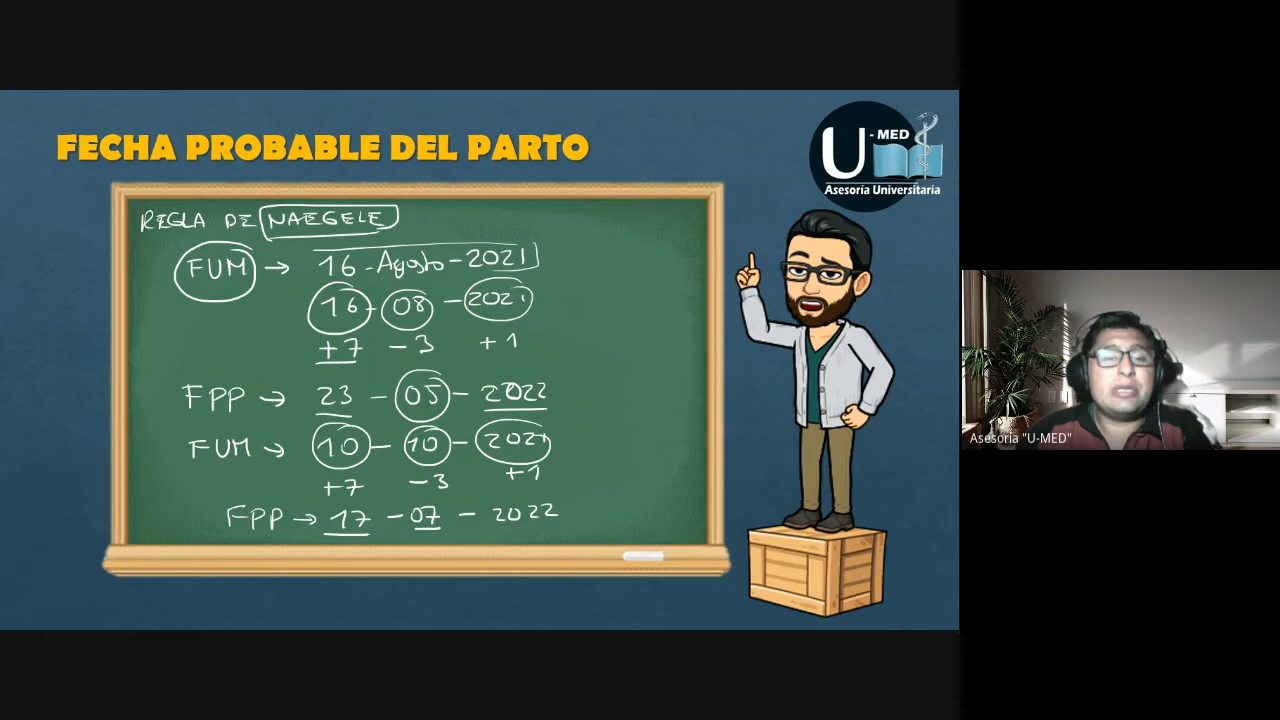 FECHA PROBABLE DEL PARTO
U-MED
Asesoría Universitaria
REGLA DE NAEGELE
FUM → 16 - Agosto - 2021
16 - 08 - 2021
+7 -3 +1
FPP → 23 - 05 - 2022
FUM → 10 - 10 - 2021
+7 -3 +1
FPP → 17 - 07 - 2022
Asesoría "U-MED"